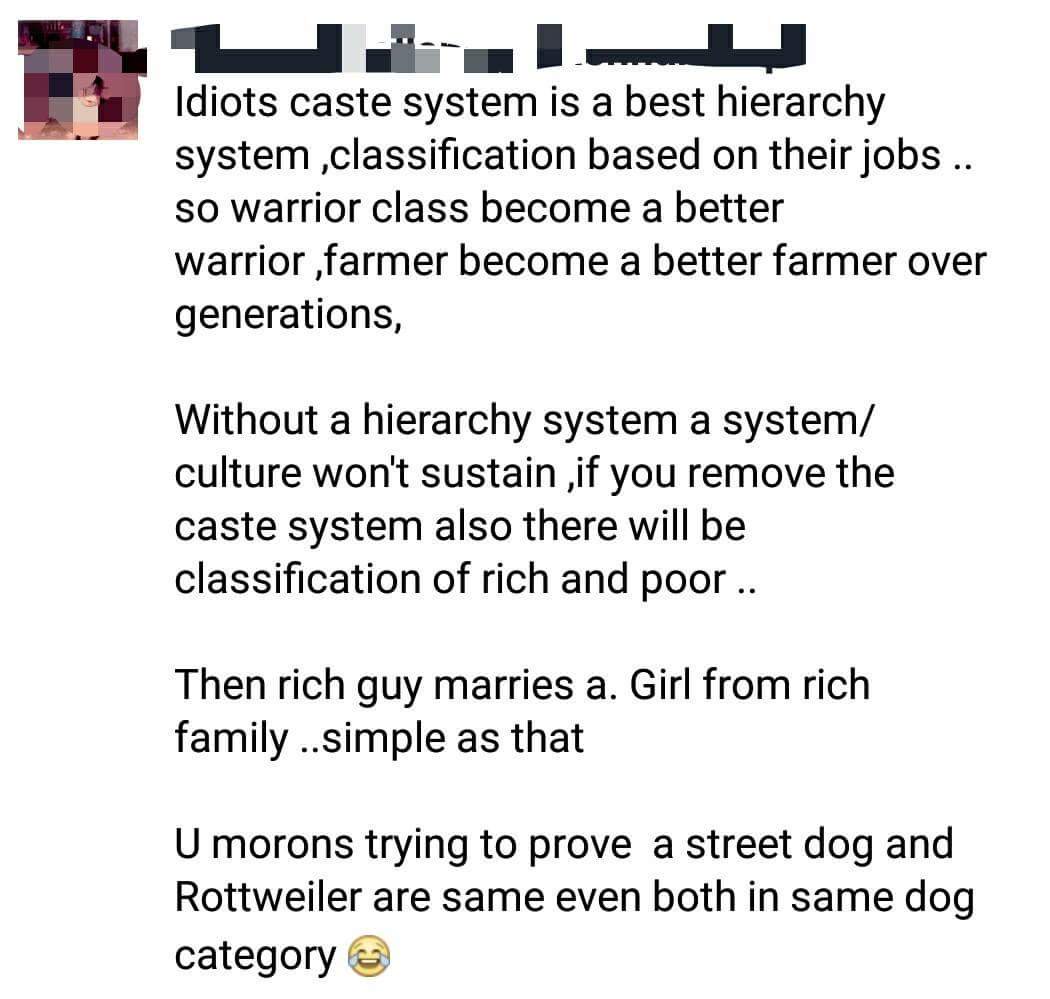 Idiots caste system is a best hierarchy
system ,classification based on their jobs ..
so warrior class become a better
warrior ,farmer become a better farmer over
generations,
Without a hierarchy system a system/
culture won't sustain ,if you remove the
caste system also there will be
classification of rich and poor ..
Then rich guy marries a. Girl from rich
family ..simple as that
U morons trying to prove  a street dog and
Rottweiler are same even both in same dog
category 😂